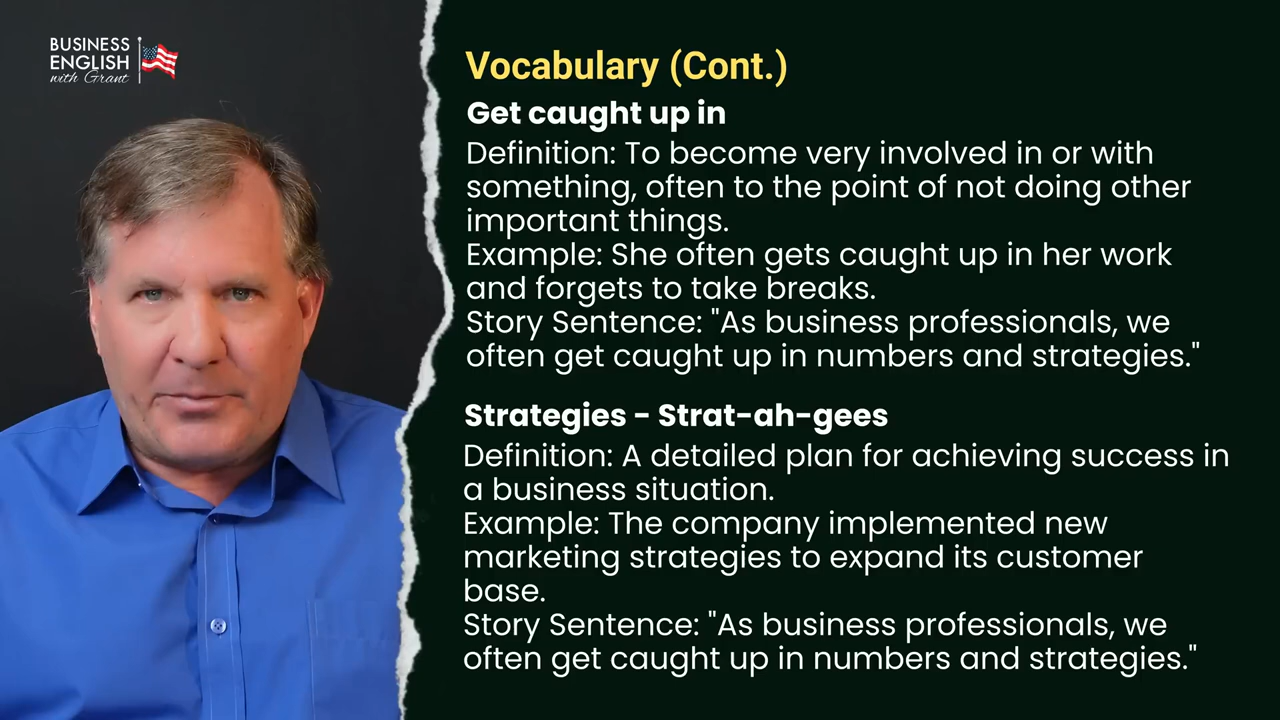 BUSINESS
ENGLISH
with Grant
Vocabulary (Cont.)
Get caught up in
Definition: To become very involved in or with
something, often to the point of not doing other
important things.
Example: She often gets caught up in her work
and forgets to take breaks.
Story Sentence: "As business professionals, we
often get caught up in numbers and strategies."
Strategies - Strat-ah-gees
Definition: A detailed plan for achieving success in
a business situation.
Example: The company implemented new
marketing strategies to expand its customer
base.
Story Sentence: "As business professionals, we
often get caught up in numbers and strategies."